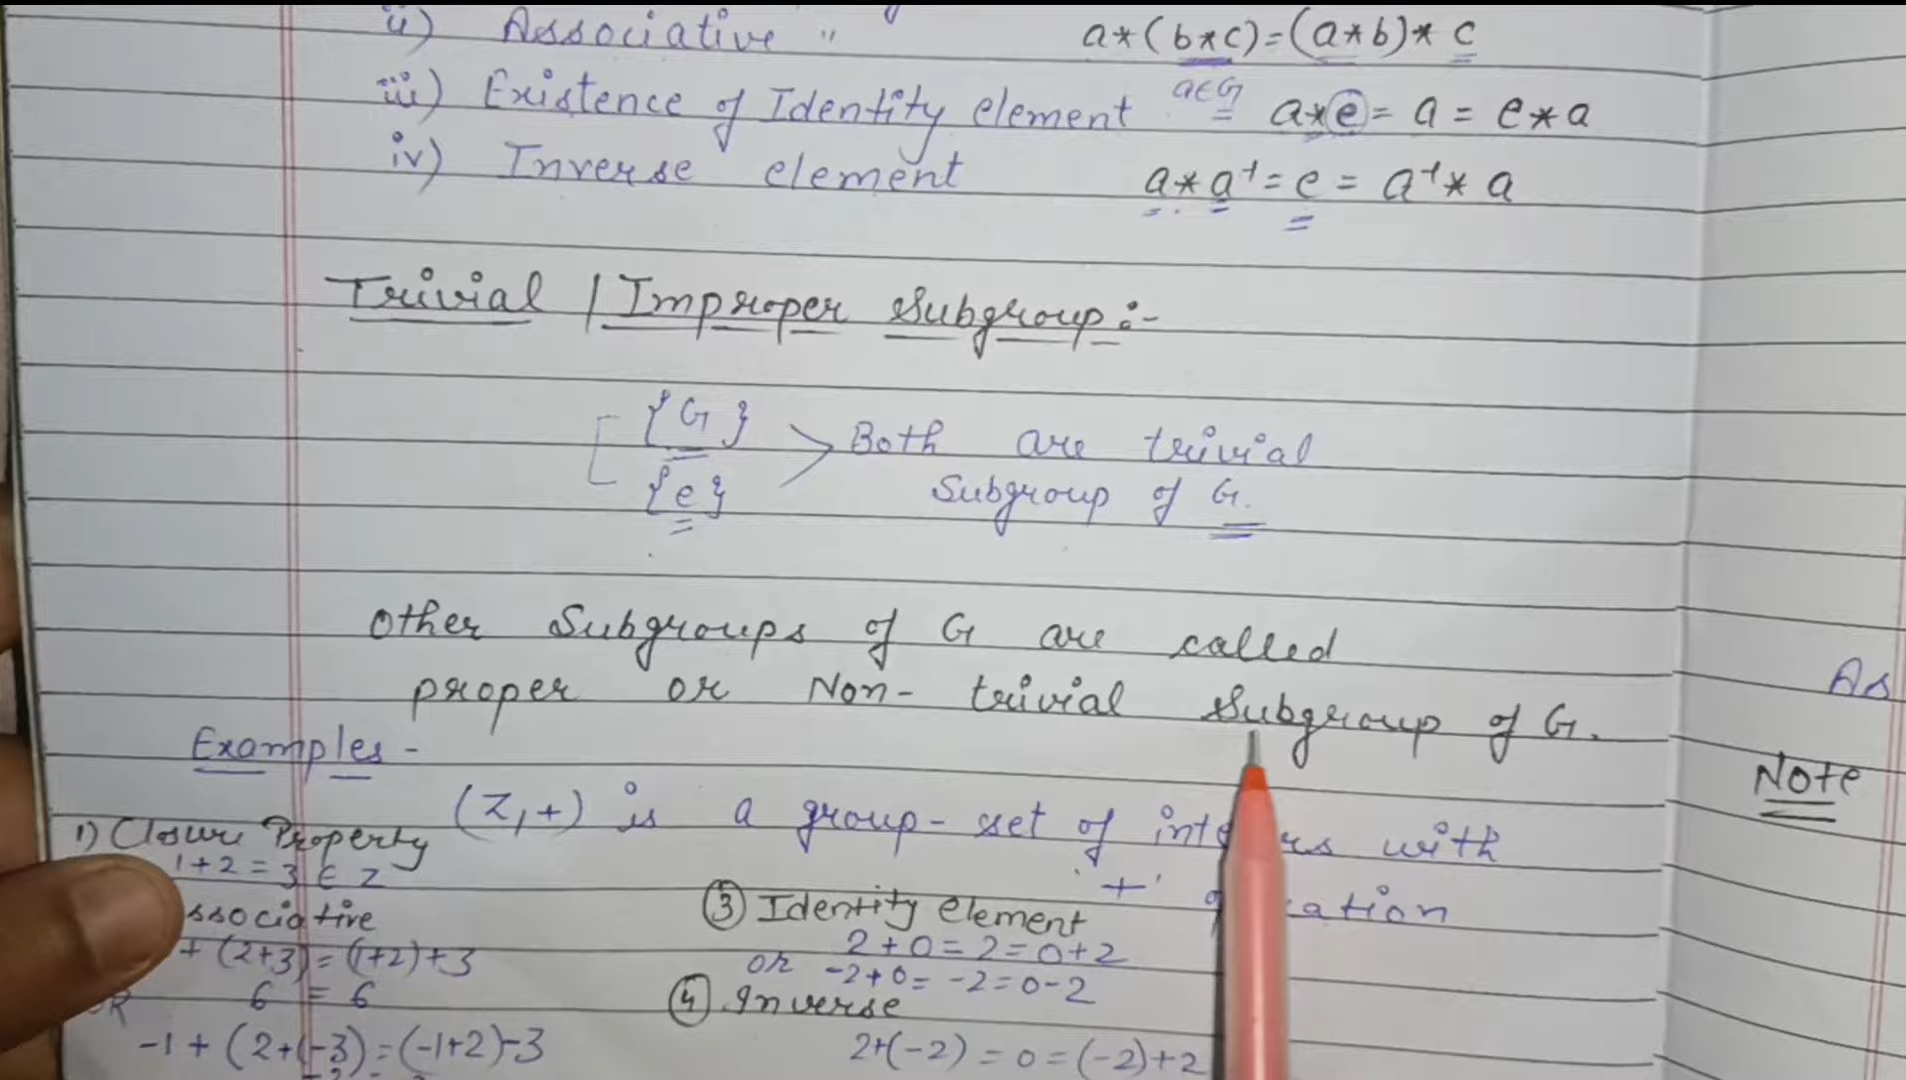 ii) Associative "    a*(b*c)=(a*b)* c
iii) Existence of Identity element a∈G a*e = a = e*a
iv) Inverse element    a*a⁻¹ = e = a⁻¹* a
Trivial / Improper Subgroup:-
{G}
{e}
Both are trivial
Subgroup of G.
Other Subgroups of G are called
proper or Non-trivial Subgroup of G.
Examples -
(Z,+) is a group - set of with
'+'
1) Closure Property
1+2 = 3 ∈ Z
+ (2+3) = (1+2)+3
6 = 6
-1 + (2+(-3) = (-1+2)-3
③ Identity element
2+0=2=0+2
or -2+0= -2=0-2
④ Inverse
2+(-2) = 0 = (-2)+2
As
Note